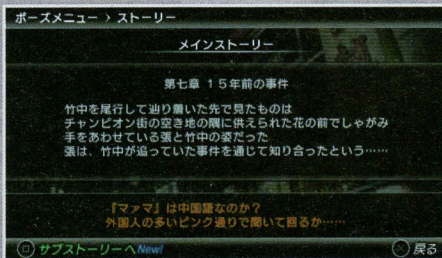 ポーズメニュー > ストーリー
メインストーリー
第七章 15年前の事件
竹中を尾行して辿り着いた先で見たものは
チャンピオン街の空き地の隅に供えられた花の前でしゃがみ
手をあわせている張と竹中の姿だった
張は、竹中が追っていた事件を通じて知り合ったという……
『マァマ』は中国語なのか?
外国人の多いピンク通りで聞いて回るか……
サブストーリーへNew!
戻る